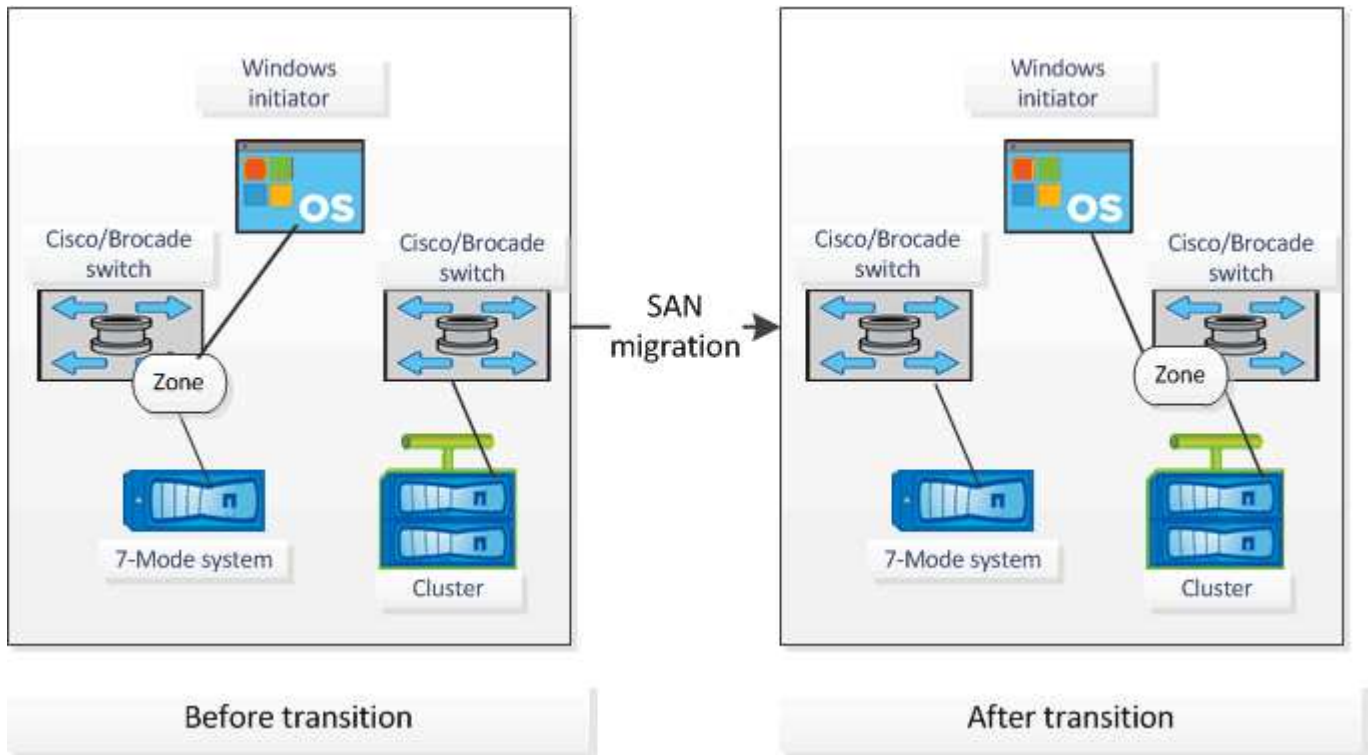 Windows
initiator
OS
Cisco/Brocade
switch
Cisco/Brocade
switch
Zone
n
7-Mode system
n
n
Cluster
SAN
migration
Windows
initiator
OS
Cisco/Brocade
switch
Cisco/Brocade
switch
Zone
n
7-Mode system
n
n
Cluster
Before transition
After transition